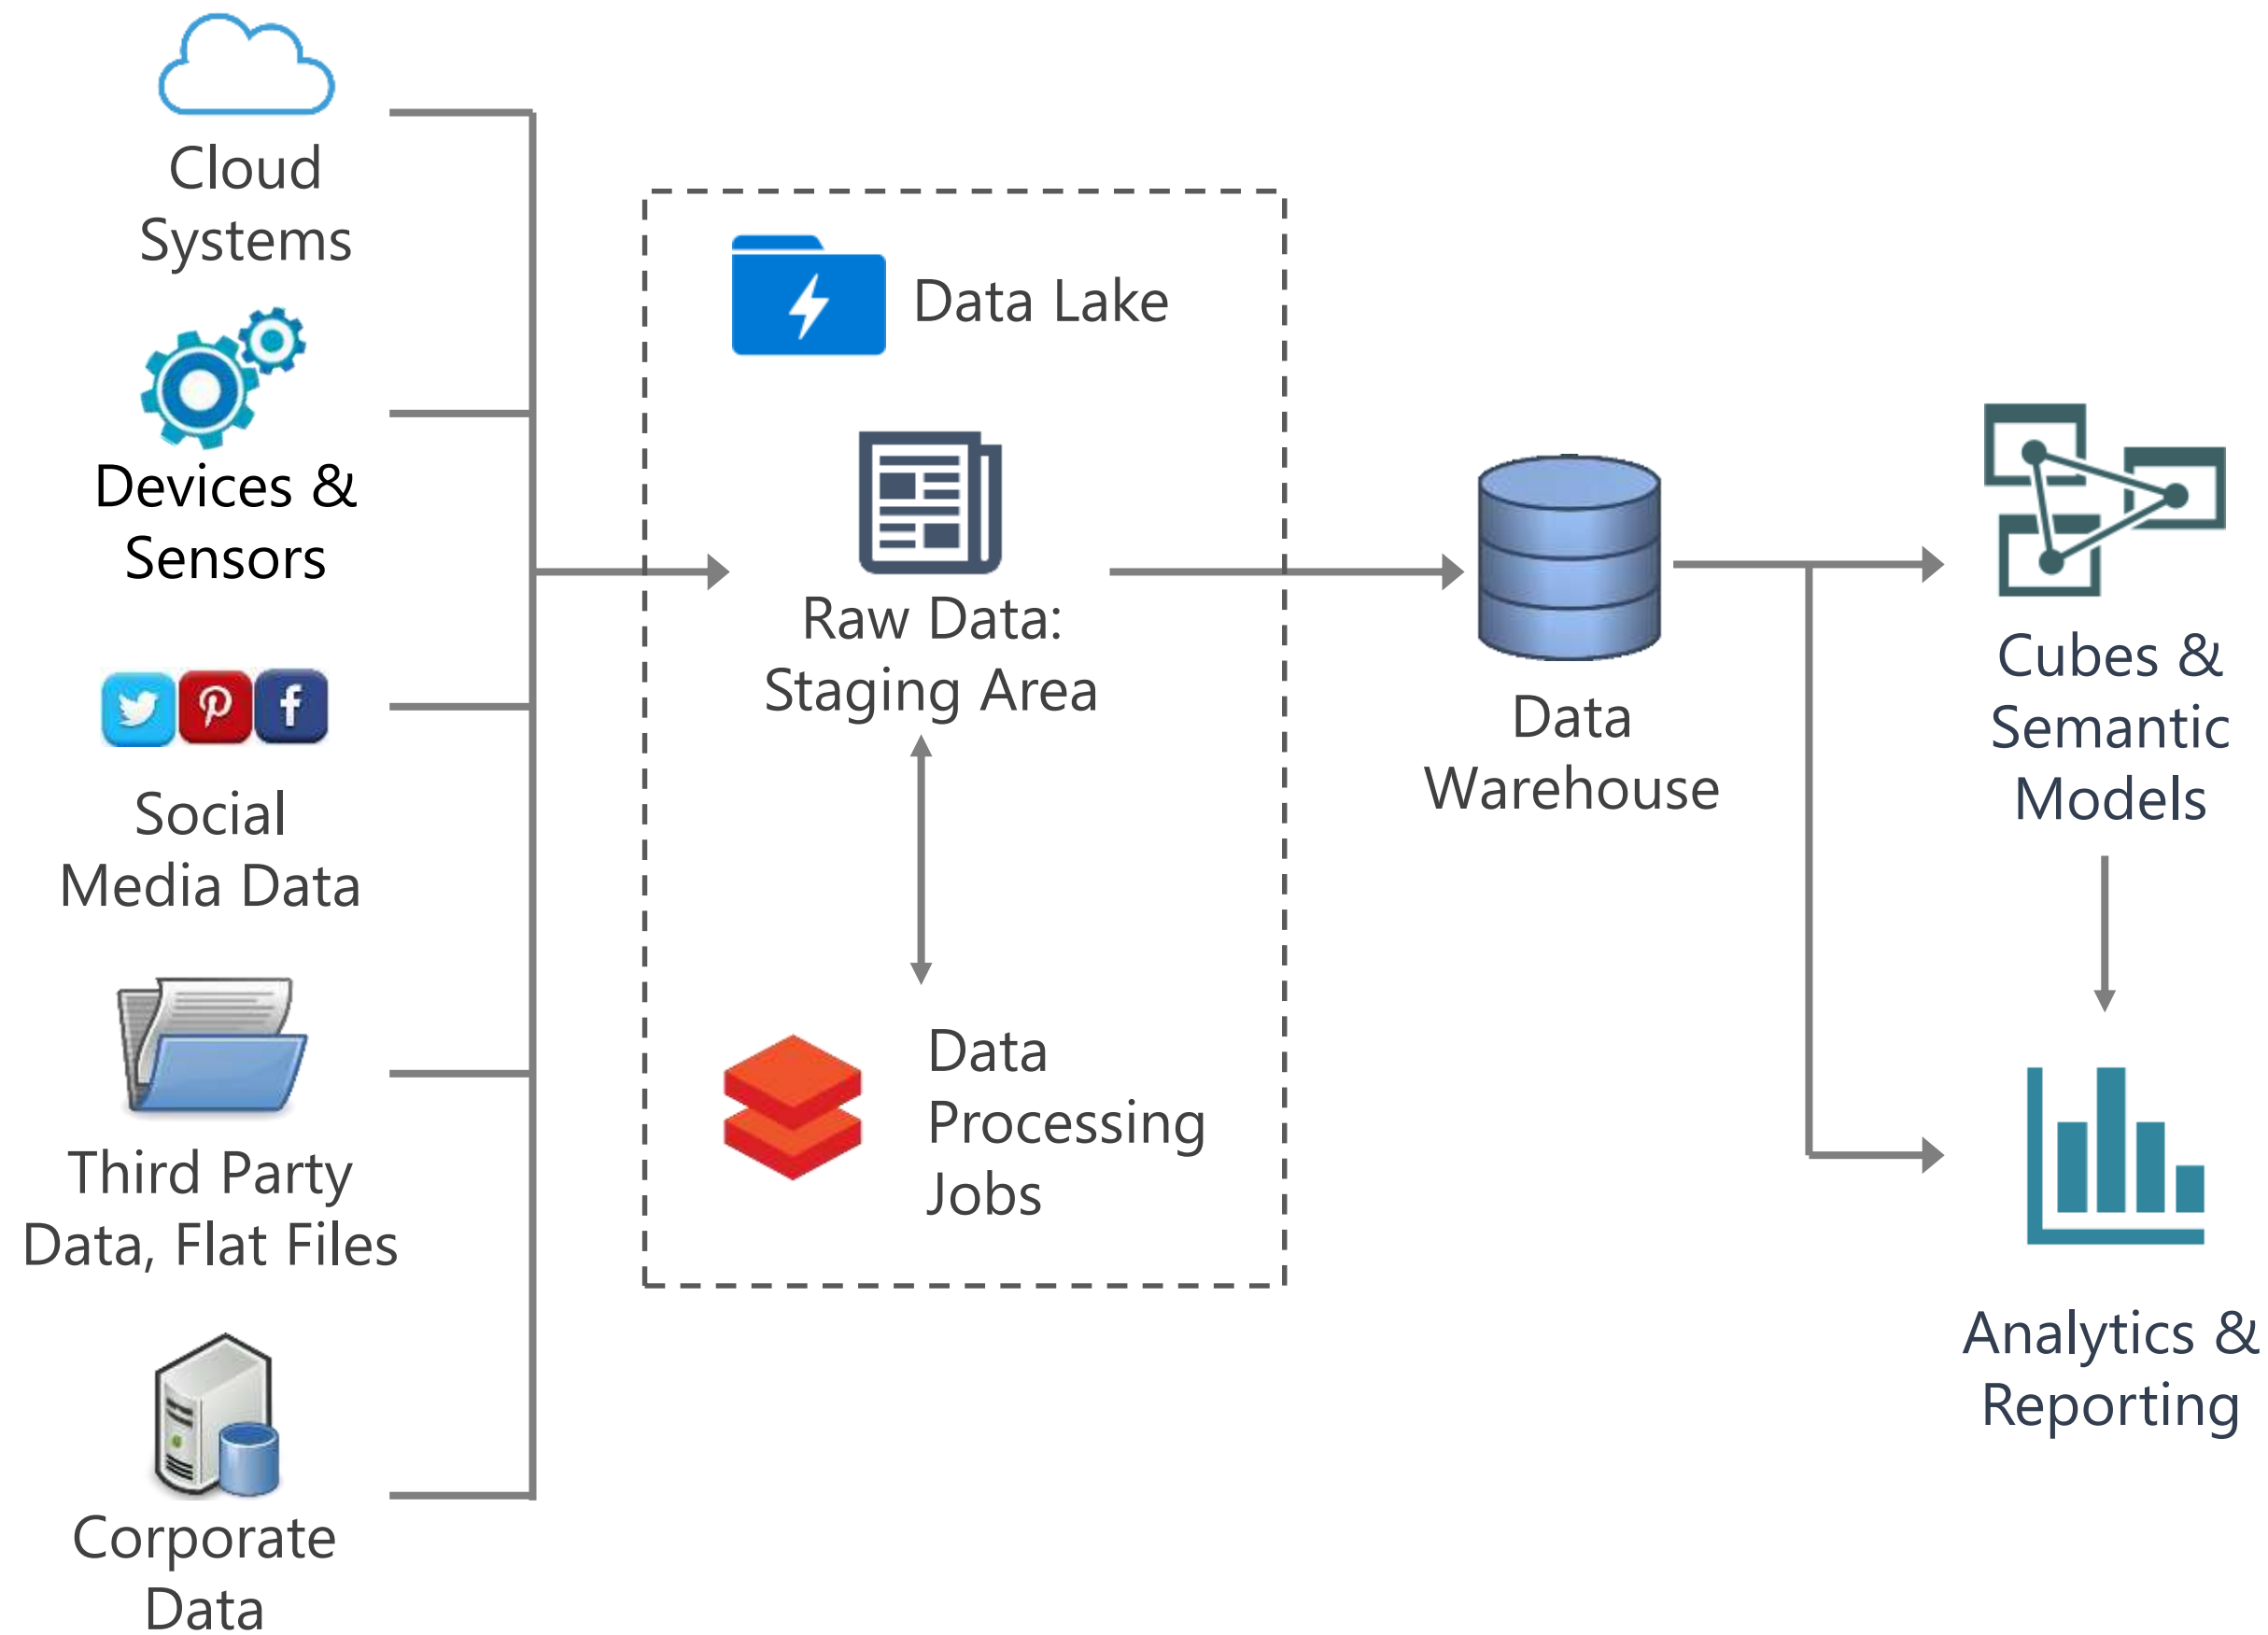 Cloud
Systems
Devices &
Sensors
Social
Media Data
Third Party
Data, Flat Files
Corporate
Data
Data Lake
Raw Data:
Staging Area
Data
Processing
Jobs
Data
Warehouse
Cubes &
Semantic
Models
Analytics &
Reporting